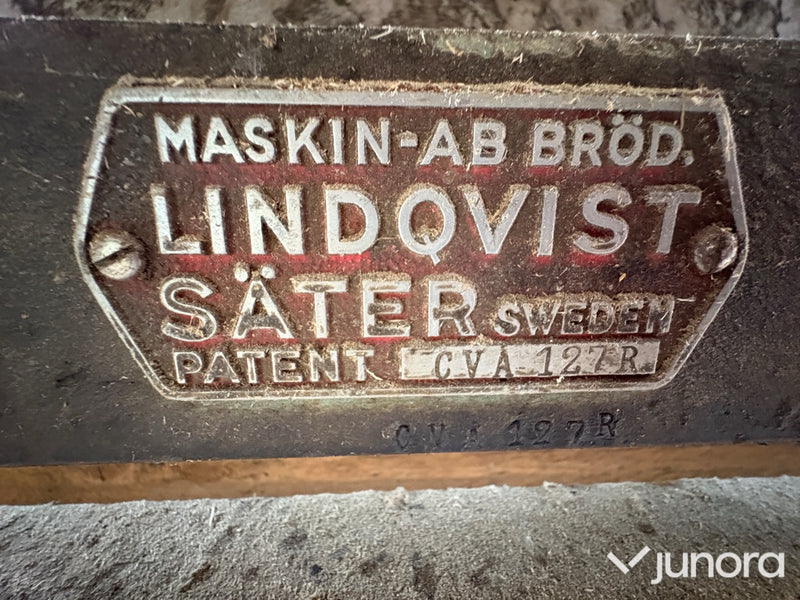 MASKIN-AB BRÖD.
LINDQVIST
SÄTER SWEDEN
PATENT CVA 127R.
CVA 127R
junora